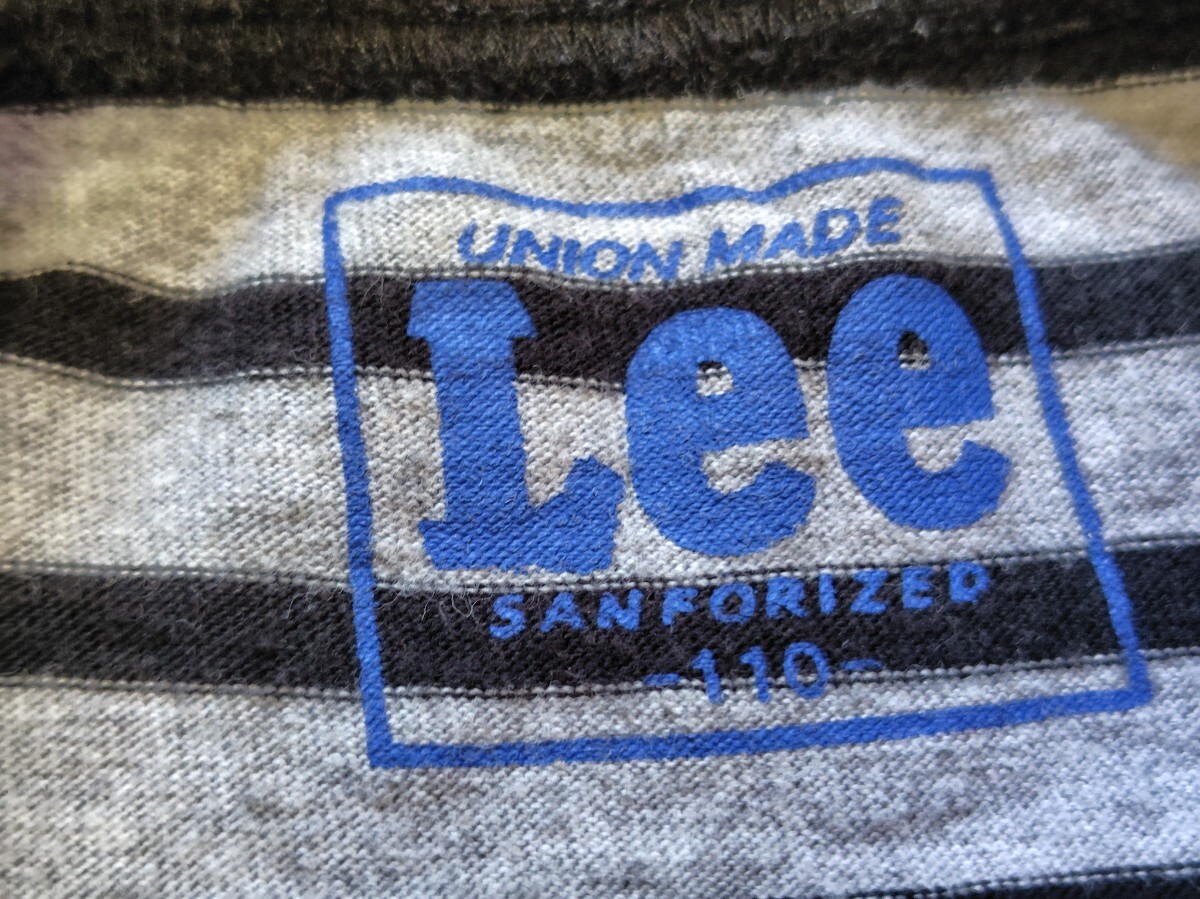 UNION MADE
Lee
SANFORIZED
-110-